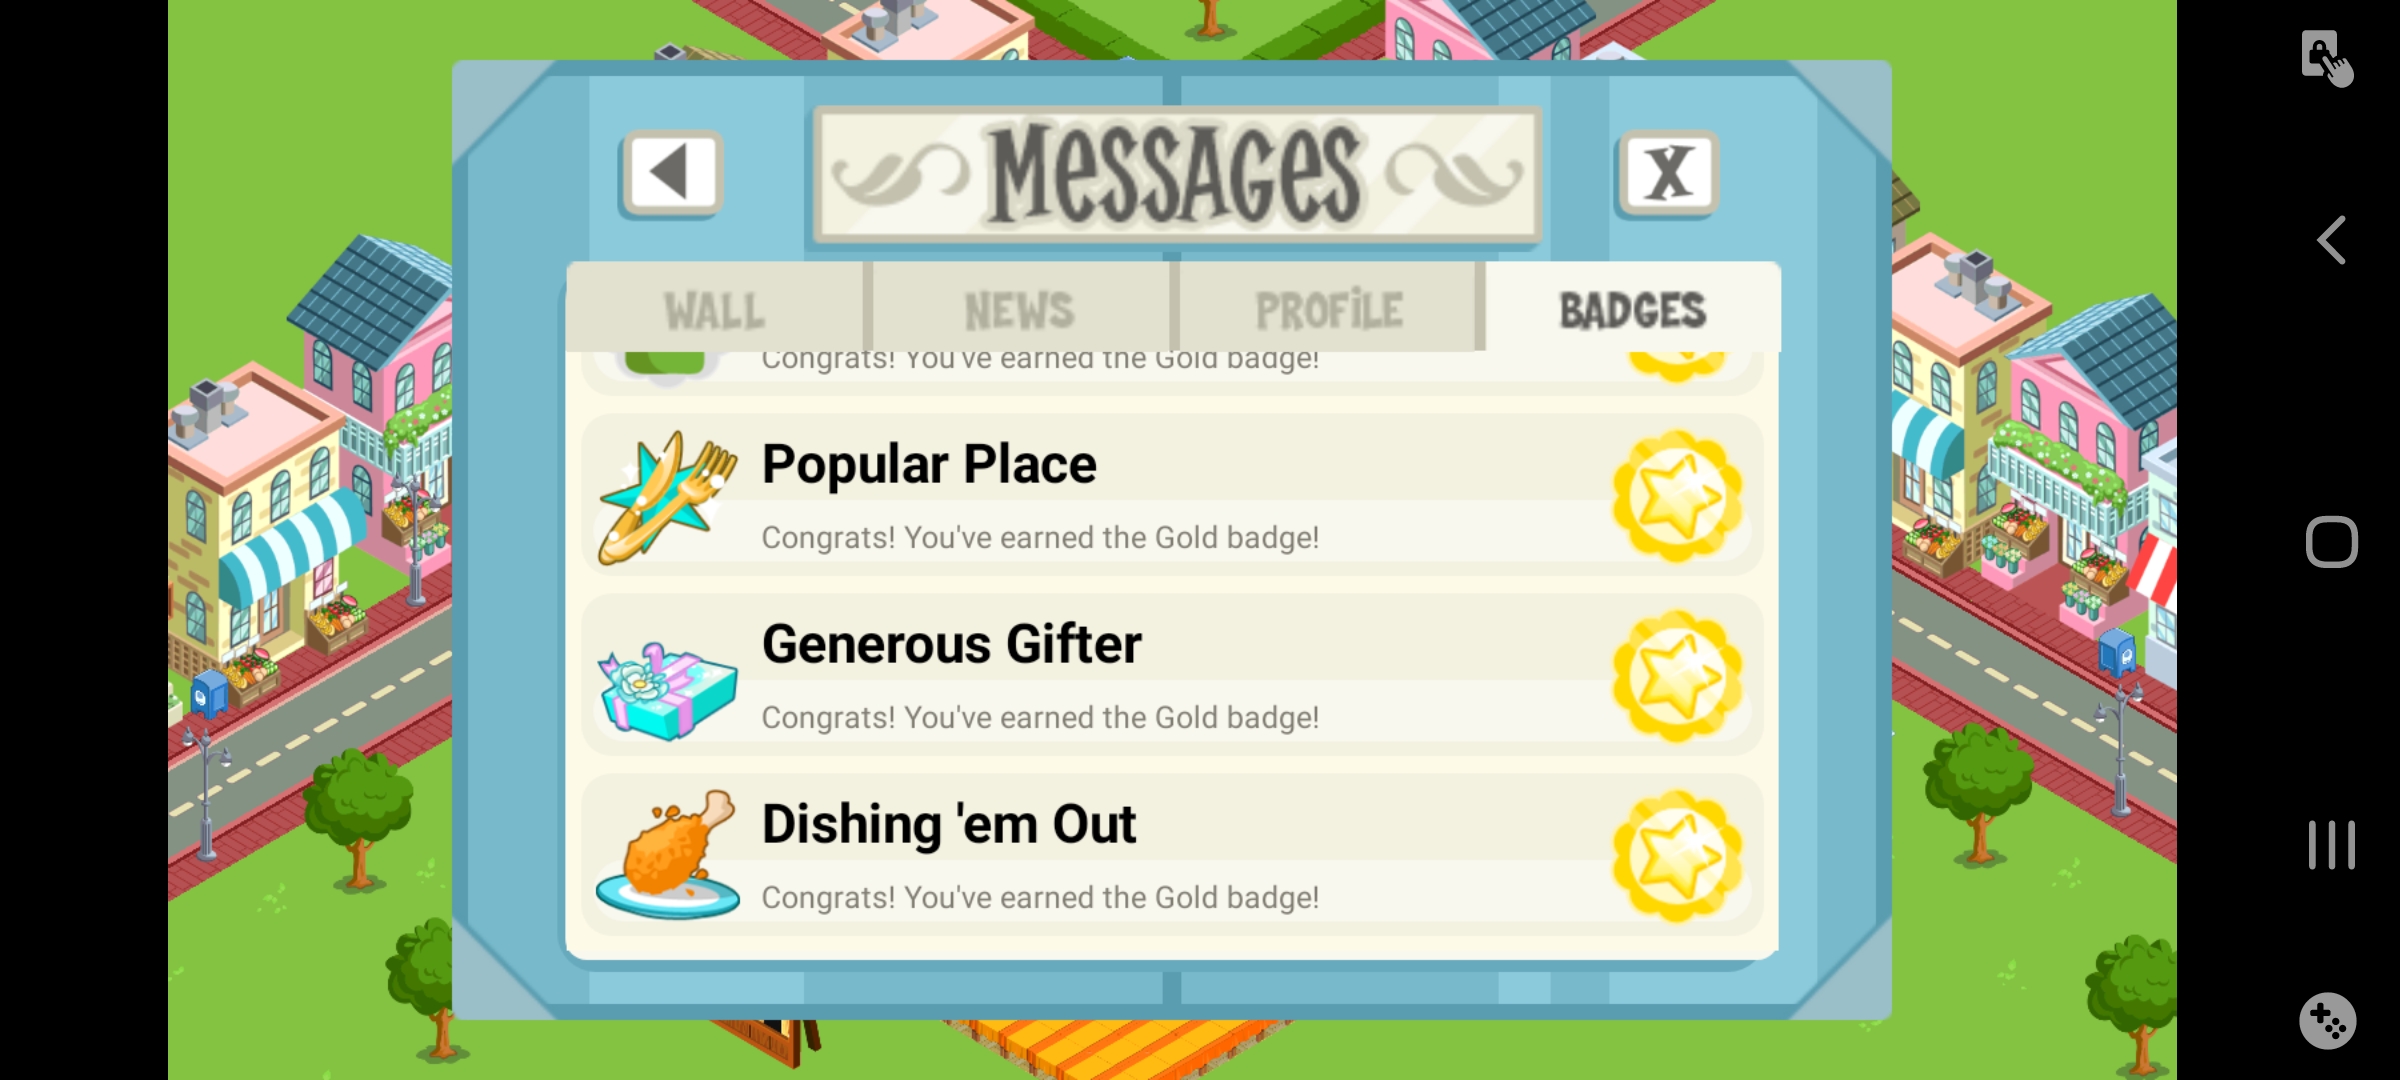 MeSSAGeS
X
WALL
NEWS
PROFiLE
BADGES
Congrats! You've earned the Gold badge!
Popular Place
Congrats! You've earned the Gold badge!
Generous Gifter
Congrats! You've earned the Gold badge!
Dishing 'em Out
Congrats! You've earned the Gold badge!